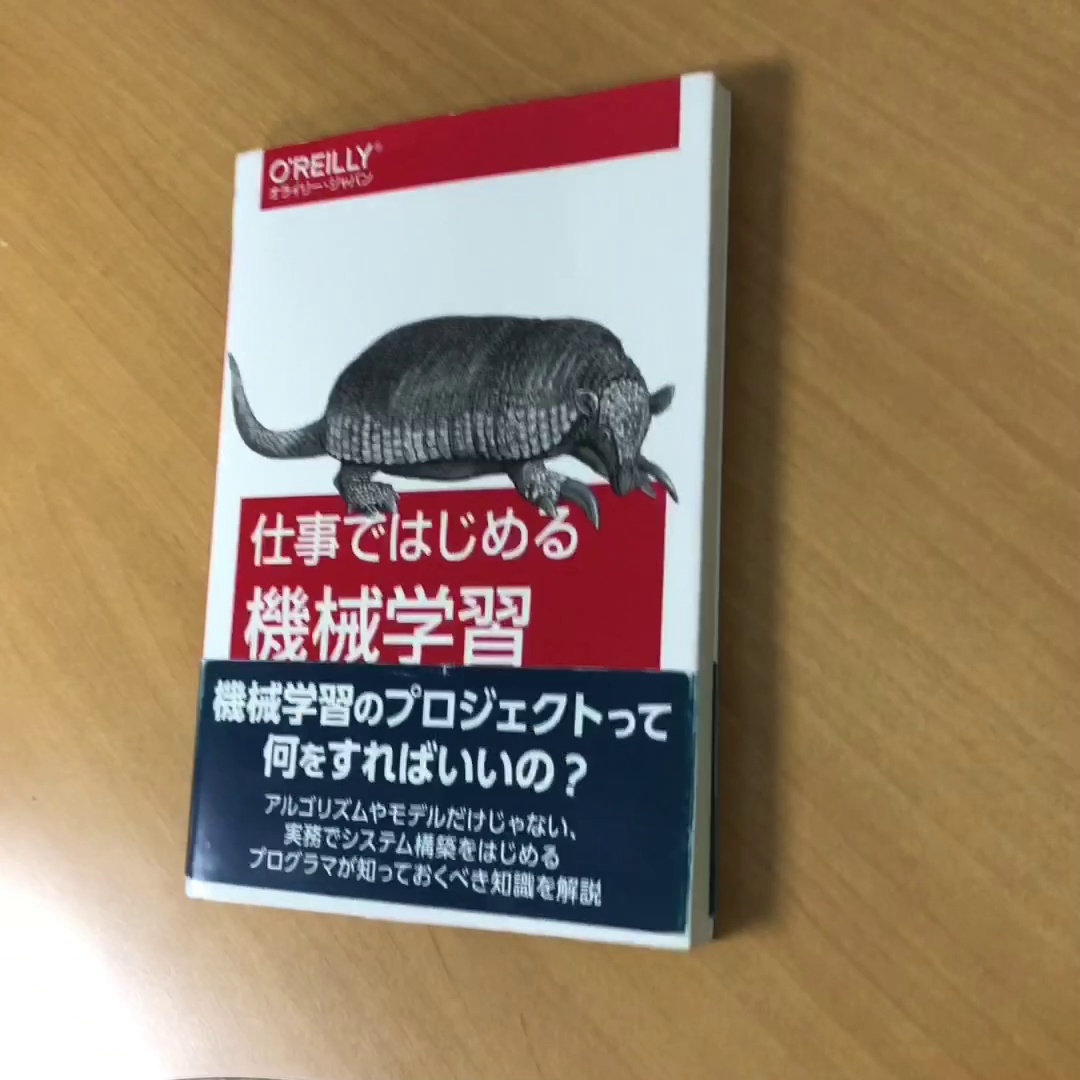 O'REILLY®
オライリー・ジャパン
仕事ではじめる
機械学習
機械学習のプロジェクトって
何をすればいいの?
アルゴリズムやモデルだけじゃない、
実務でシステム構築をはじめる
プログラマが知っておくべき知識を解説